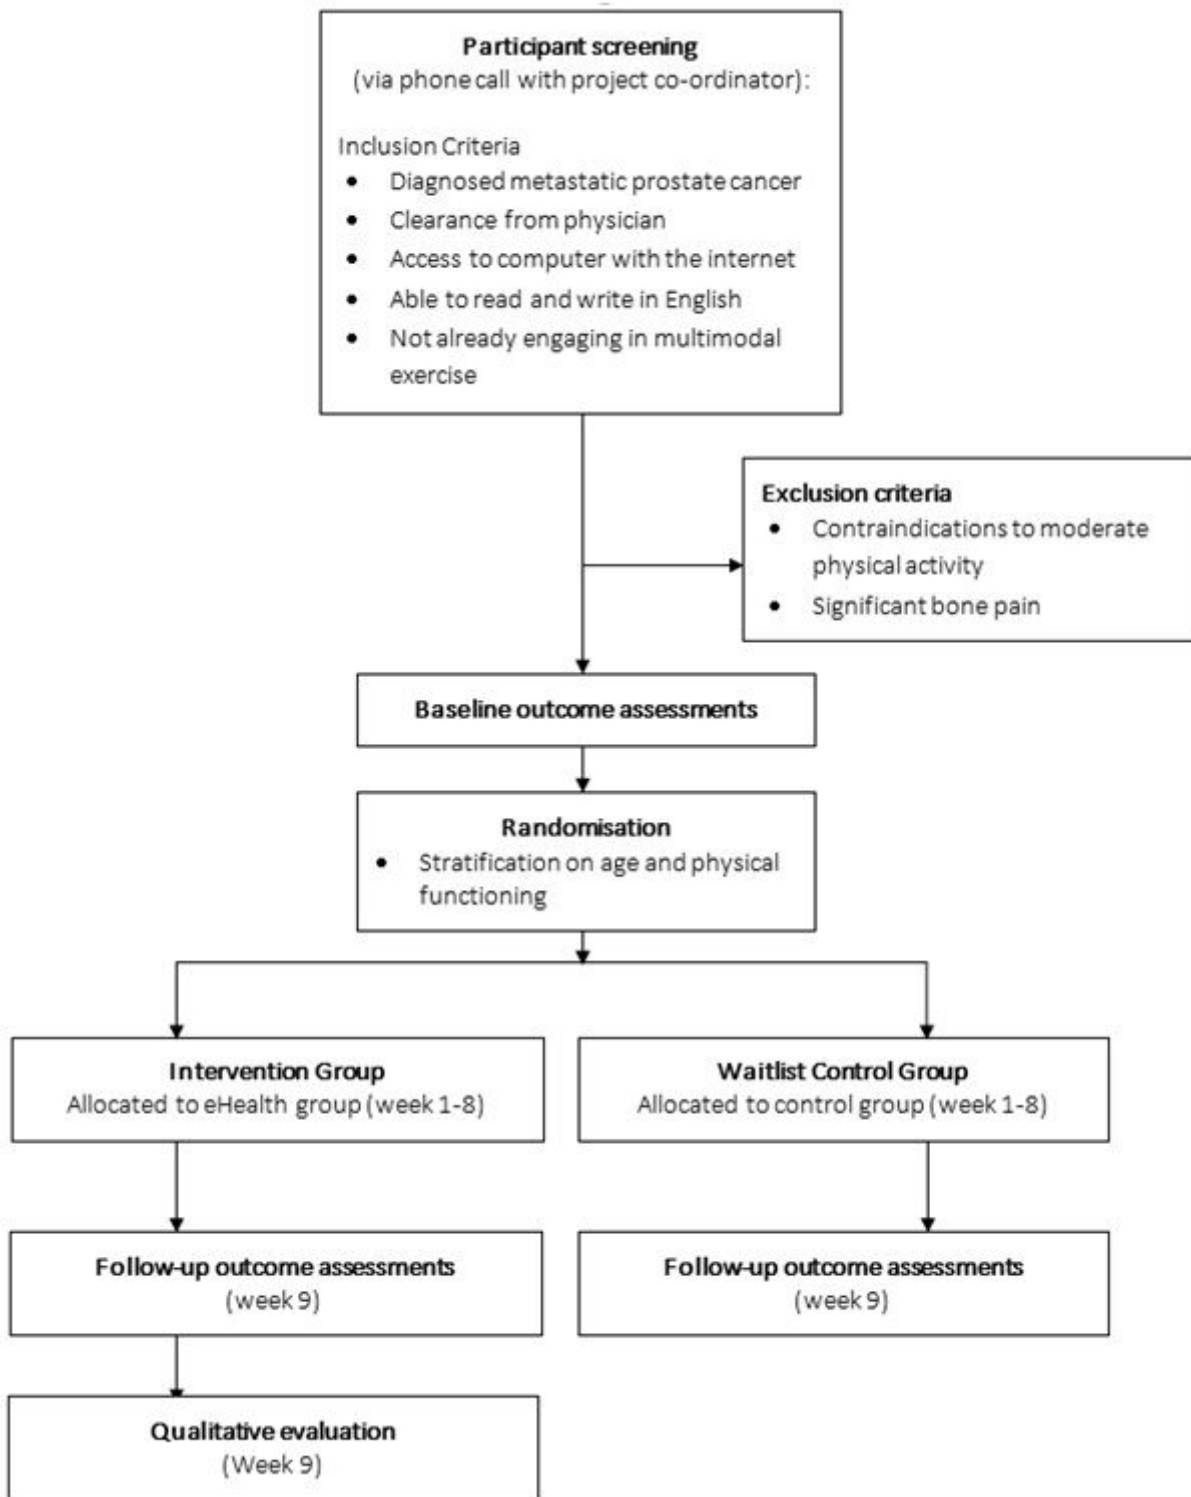 Participant screening
(via phone call with project co-ordinator):
Inclusion Criteria
• Diagnosed metastatic prostate cancer
• Clearance from physician
• Access to computer with the internet
• Able to read and write in English
• Not already engaging in multimodal
exercise
Exclusion criteria
• Contraindications to moderate
physical activity
• Significant bone pain
Baseline outcome assessments
Randomisation
• Stratification on age and physical
functioning
Intervention Group
Allocated to eHealth group (week 1-8)
Waitlist Control Group
Allocated to control group (week 1-8)
Follow-up outcome assessments
(week 9)
Follow-up outcome assessments
(week 9)
Qualitative evaluation
(Week 9)